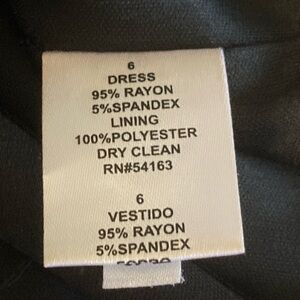 6
DRESS
95% RAYON
5%SPANDEX
LINING
100%POLYESTER
DRY CLEAN
RN#54163
6
VESTIDO
95% RAYON
5%SPANDEX